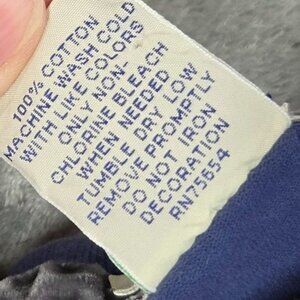 100% COTTON
MACHINE WASH COLD
WITH LIKE COLORS
ONLY NON
CHLORINE BLEACH
WHEN NEEDED
TUMBLE DRY LOW
REMOVE PROMPTLY
DO NOT IRON
DECORATION
RN75654